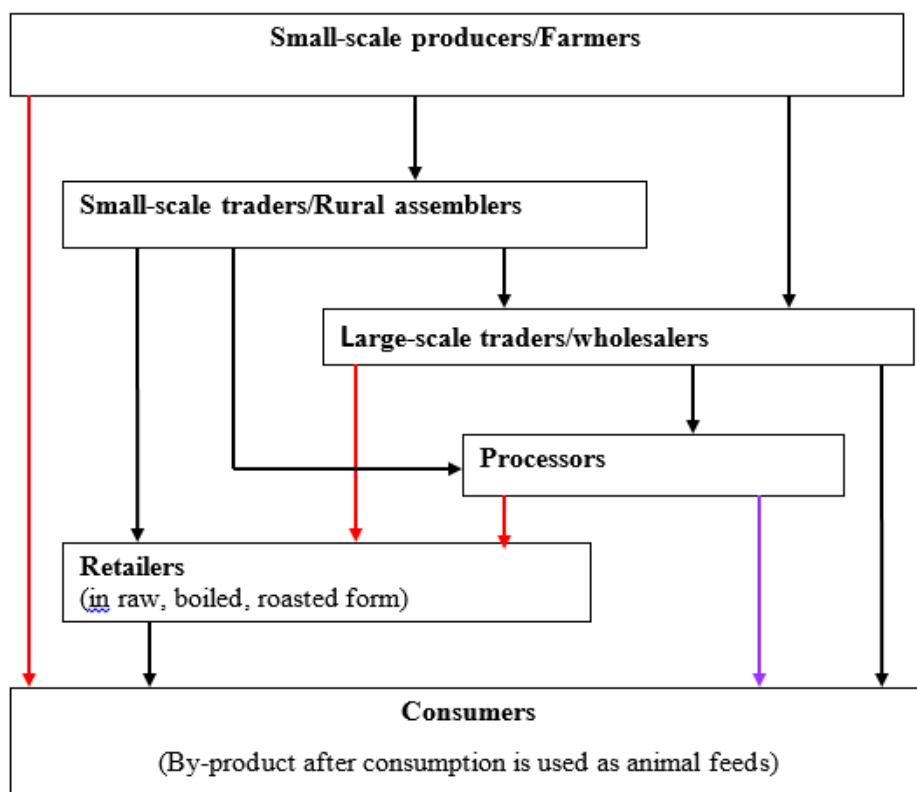 Small-scale producers/Farmers
Small-scale traders/Rural assemblers
Large-scale traders/wholesalers
Processors
Retailers
(in raw, boiled, roasted form)
Consumers
(By-product after consumption is used as animal feeds)